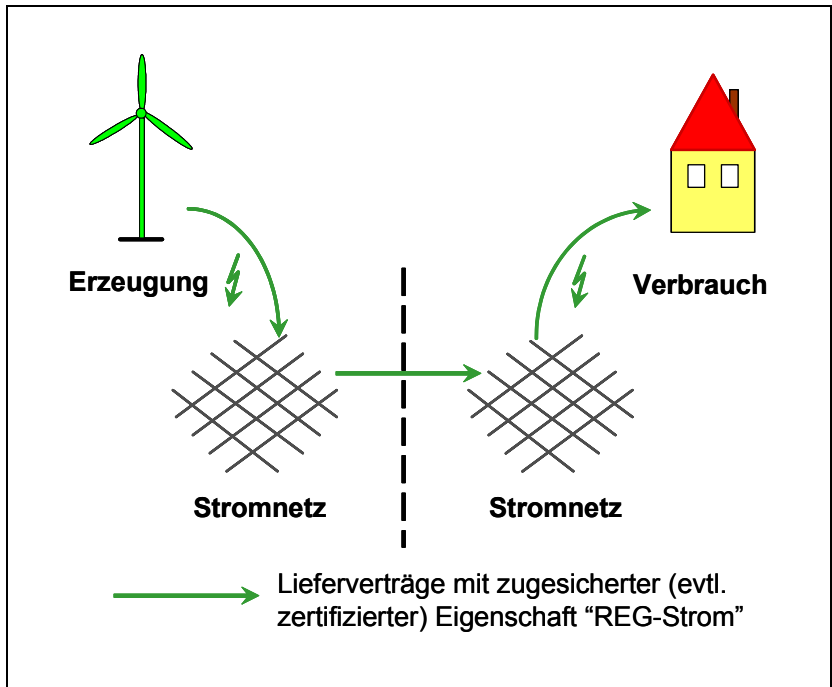 Erzeugung
Verbrauch
Stromnetz
Stromnetz
Lieferverträge mit zugesicherter (evtl.
zertifizierter) Eigenschaft “REG-Strom”